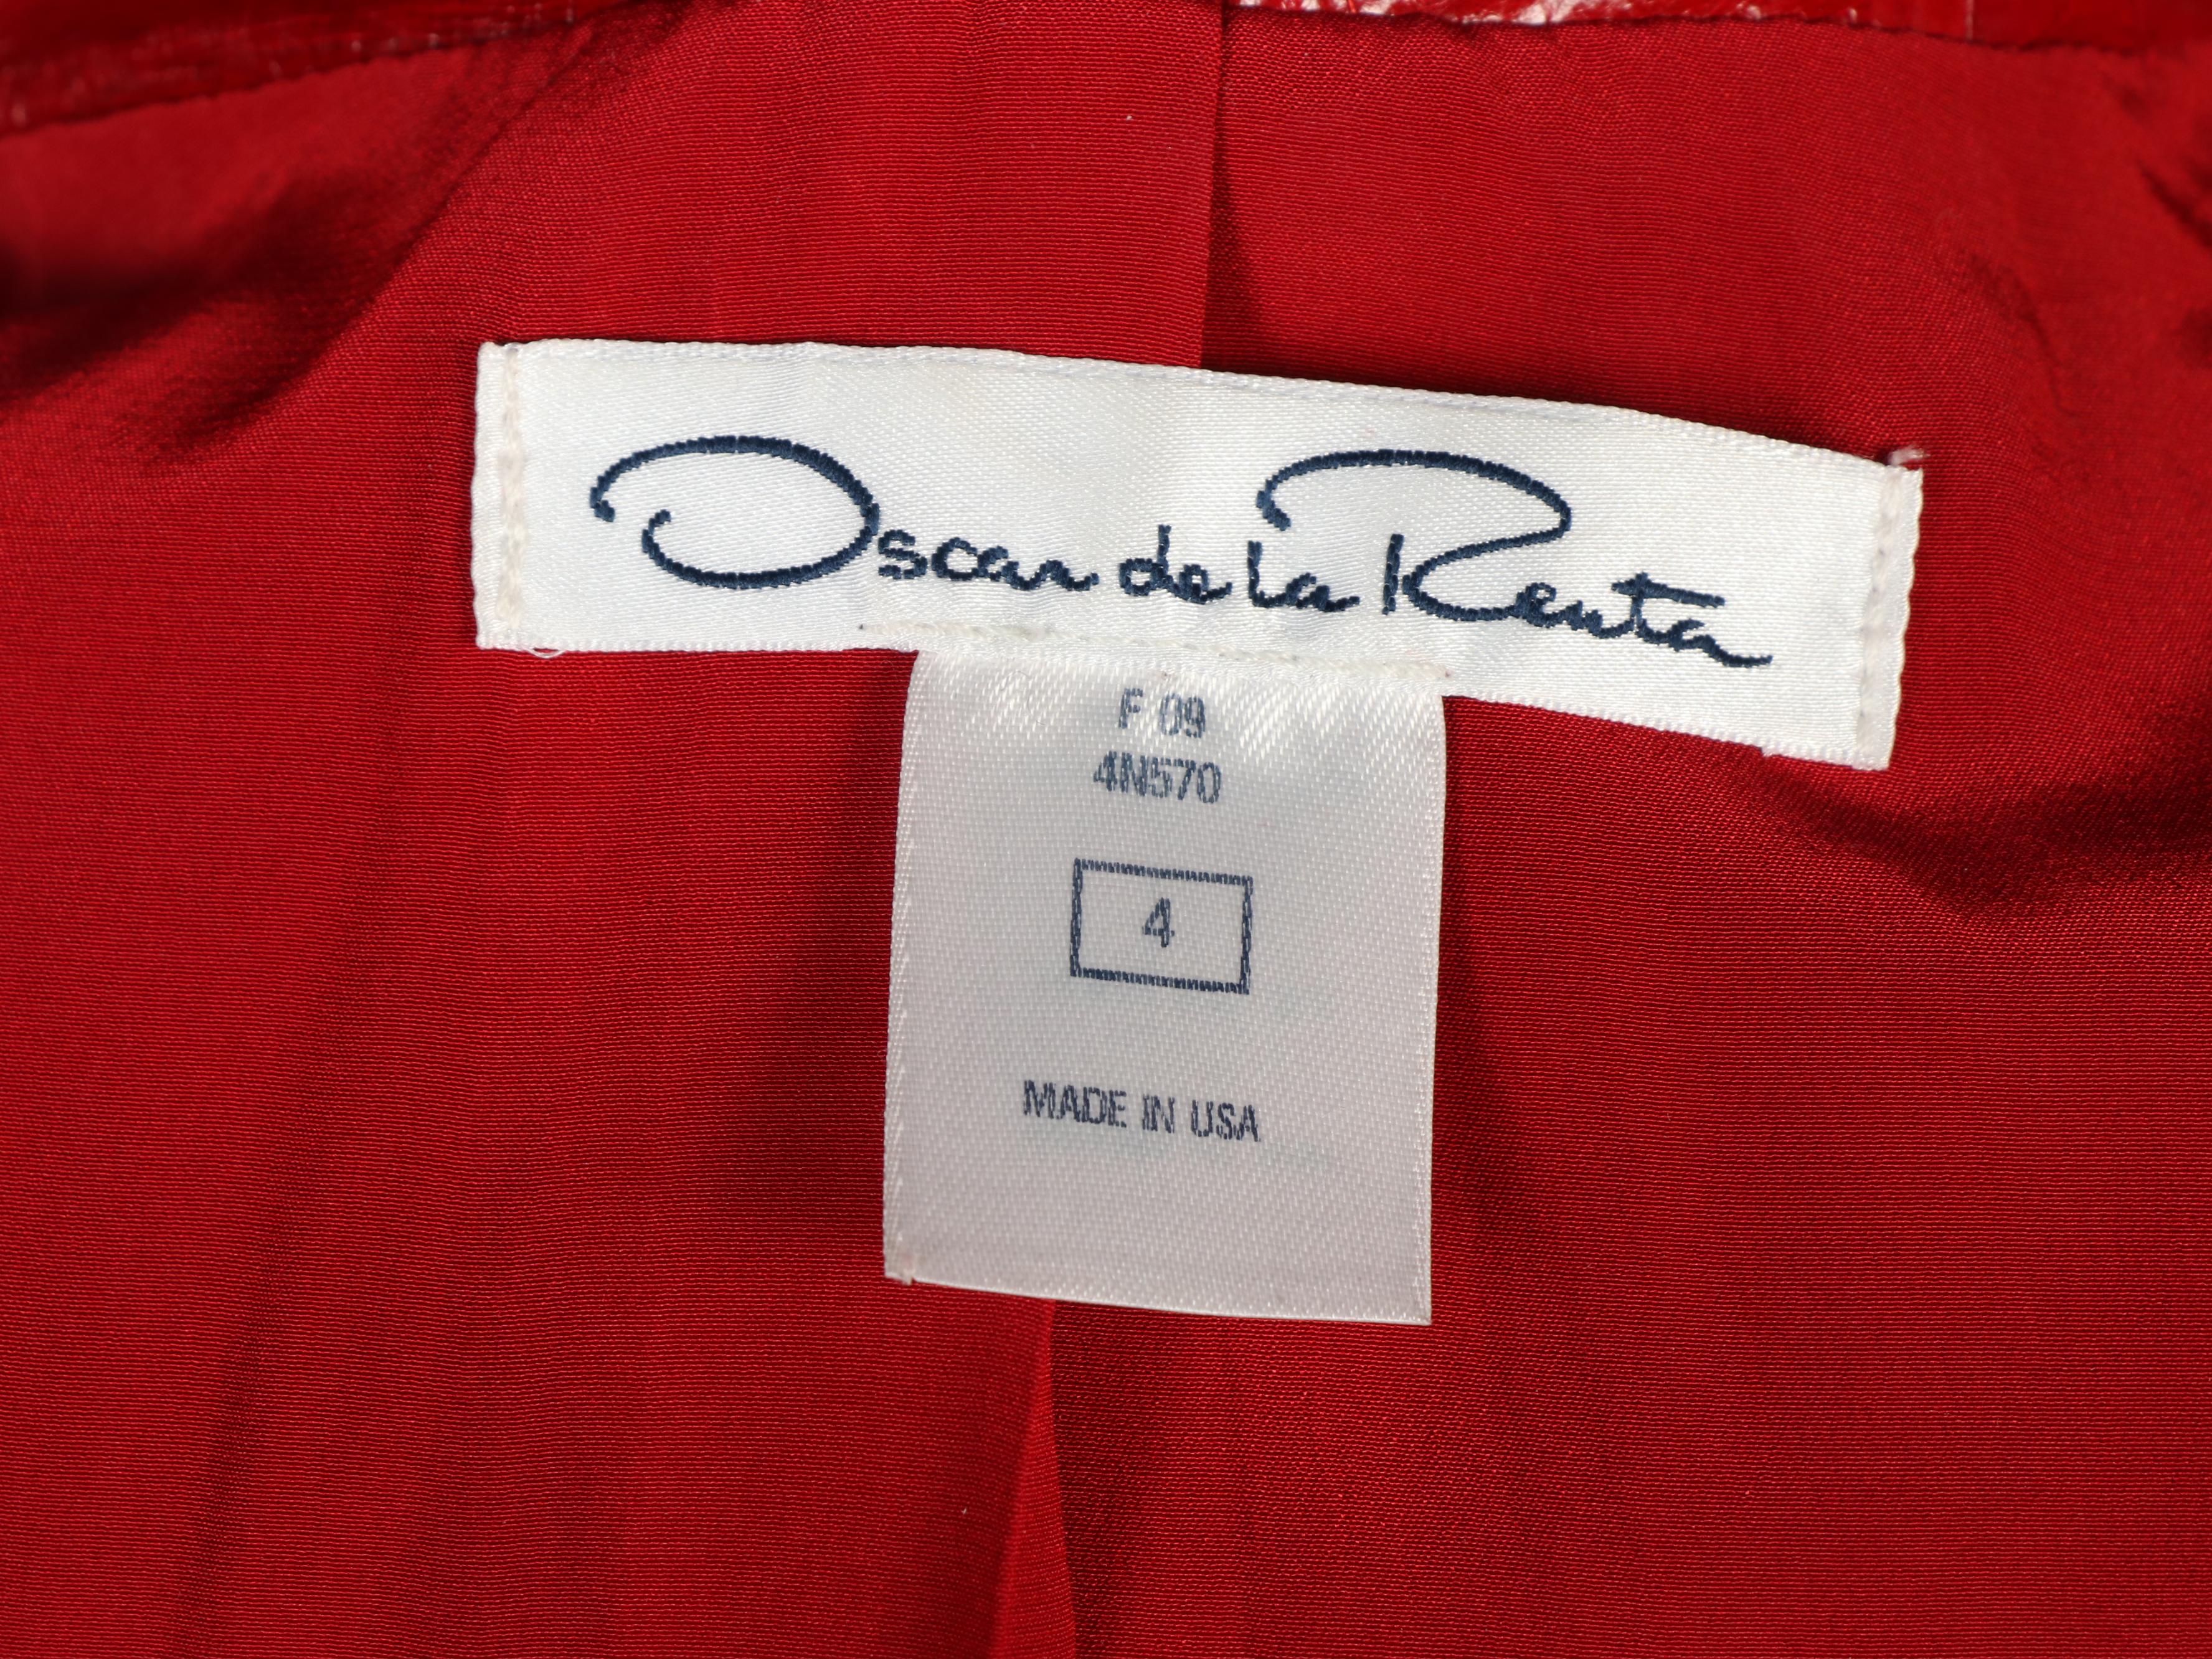 Oscar de la Renta
F 09
4N570
4
MADE IN USA